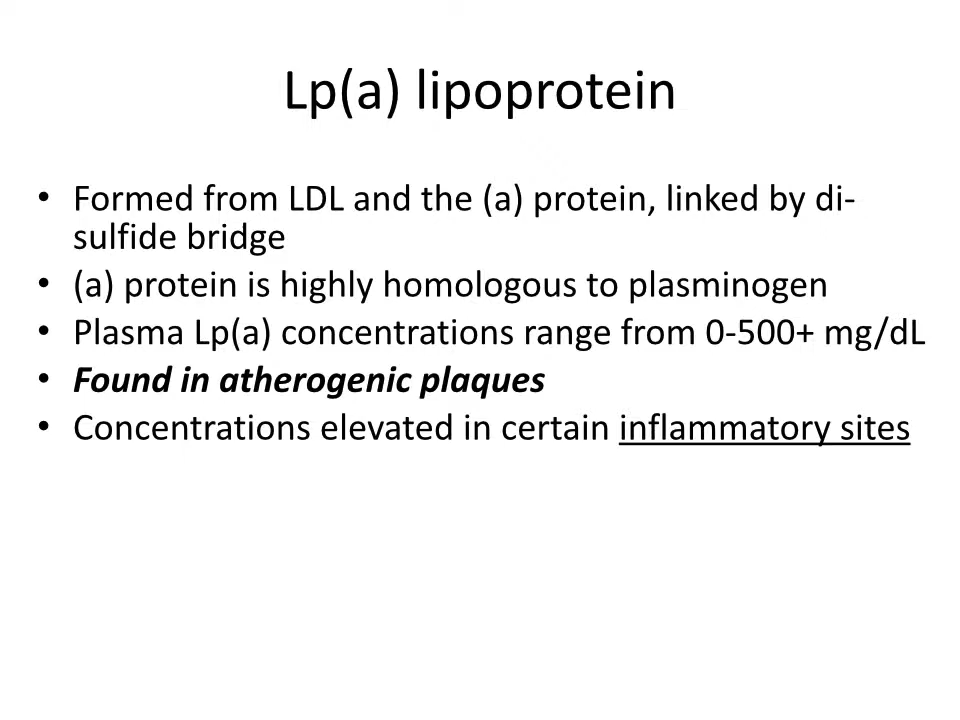 Lp(a) lipoprotein
• Formed from LDL and the (a) protein, linked by di-
sulfide bridge
• (a) protein is highly homologous to plasminogen
• Plasma Lp(a) concentrations range from 0-500+ mg/dL
• Found in atherogenic plaques
• Concentrations elevated in certain inflammatory sites